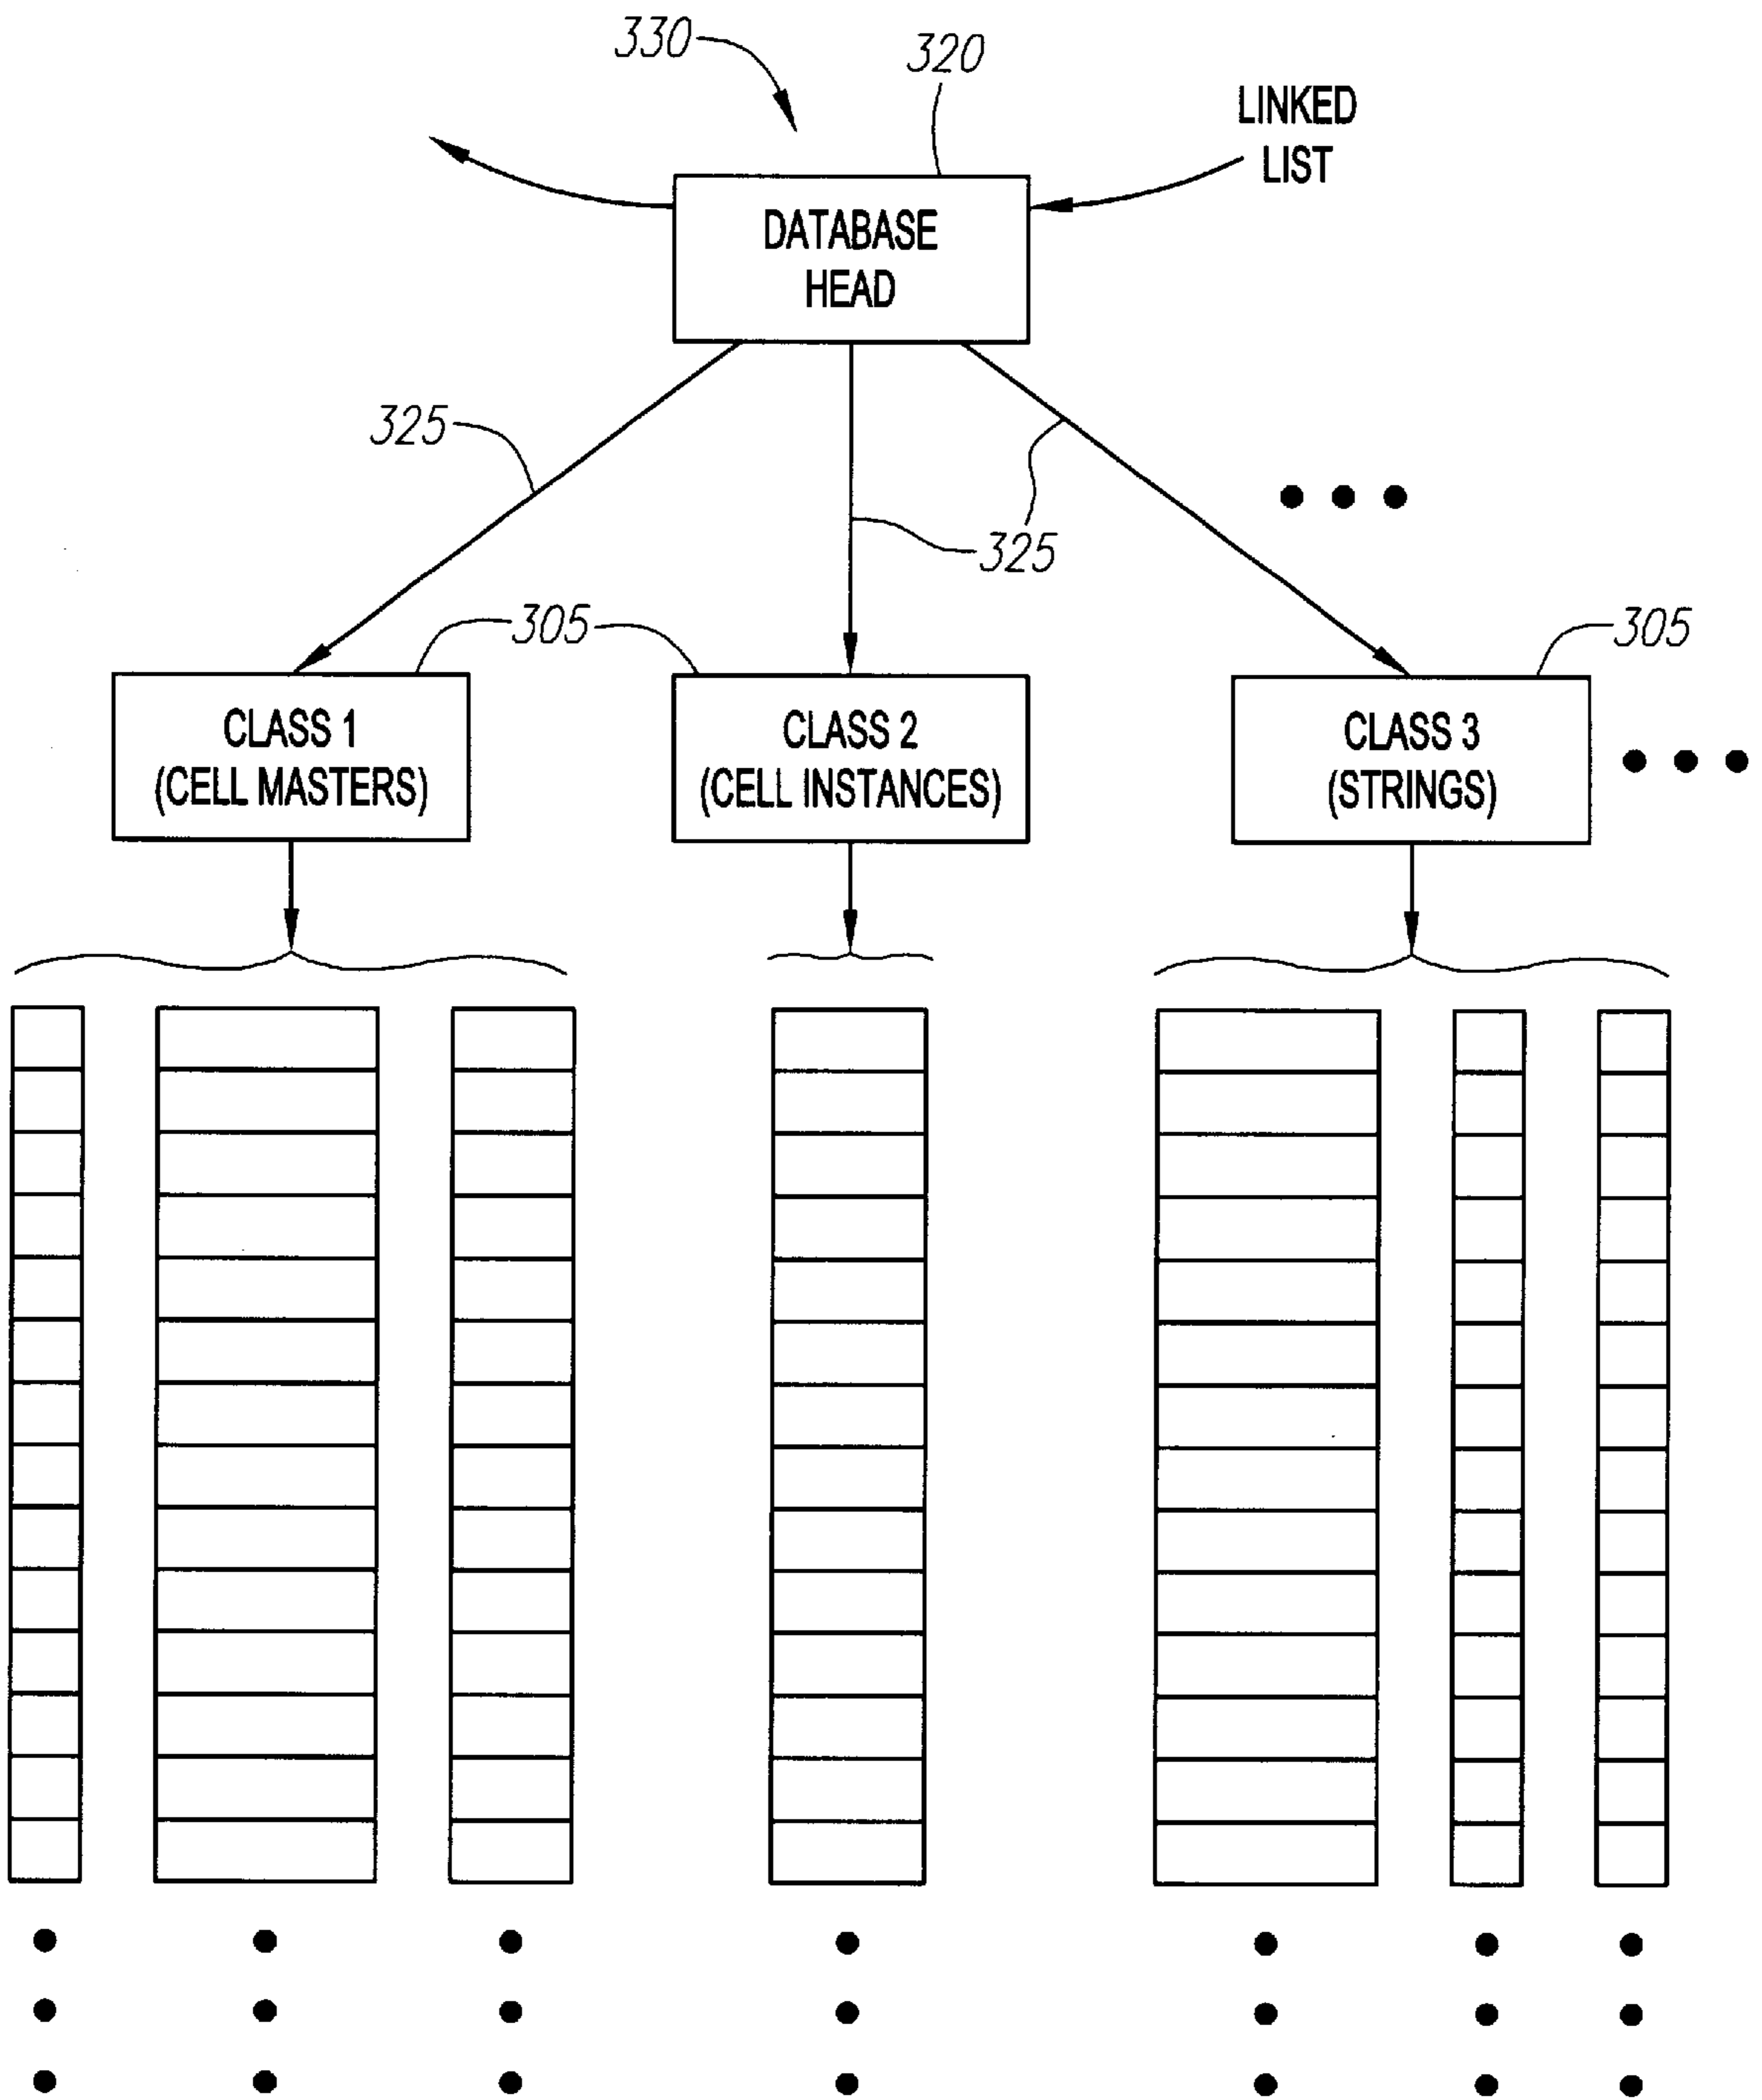 330
320
LINKED
LIST
DATABASE
HEAD
325
325
305
305
CLASS 1
(CELL MASTERS)
CLASS 2
(CELL INSTANCES)
CLASS 3
(STRINGS)